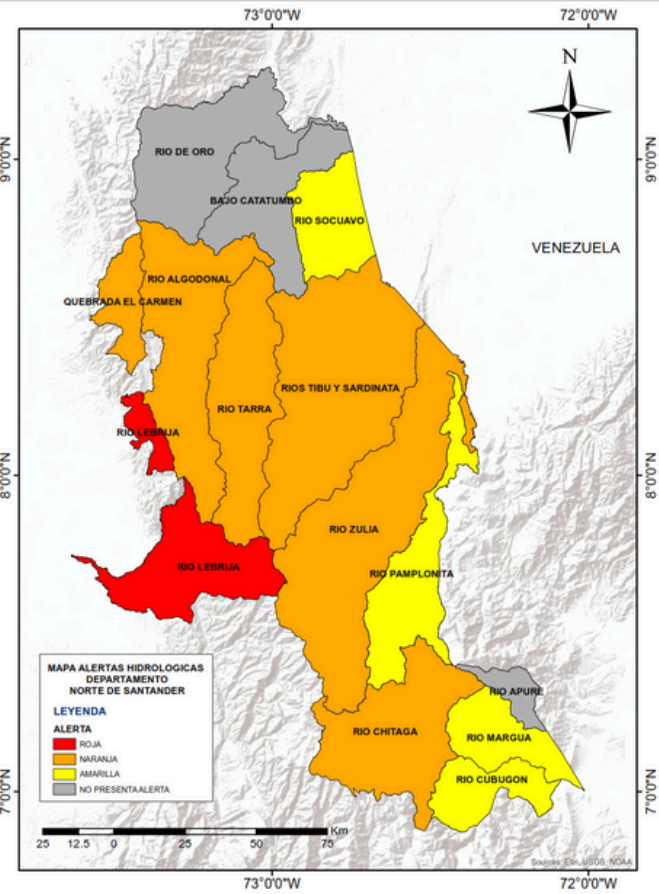 73°0'0"W
72°0'0"W
N
9°0'0"N
9°0'0"N
RIO DE ORO
BAJO CATATUMBO
RIO SOCUAVO
VENEZUELA
RIO ALGODONAL
QUEBRADA EL CARMEN
RIOS TIBU Y SARDINATA
RIO TARRA
RIO LEBRIJA
8°0'0"N
8°0'0"N
RIO ZULIA
RIO LEBRIJA
RIO PAMPLONITA
MAPA ALERTAS HIDROLOGICAS
DEPARTAMENTO
NORTE DE SANTANDER
LEYENDA
ALERTA
ROJA
NARANJA
AMARILLA
NO PRESENTA ALERTA
RIO APURE
RIO CHITAGA
RIO MARGUA
RIO CUBUGON
7°0'0"N
7°0'0"N
Km
25 12.5 0 25 50 75
Sources: Esri, USGS, NOAA
73°0'0"W
72°0'0"W